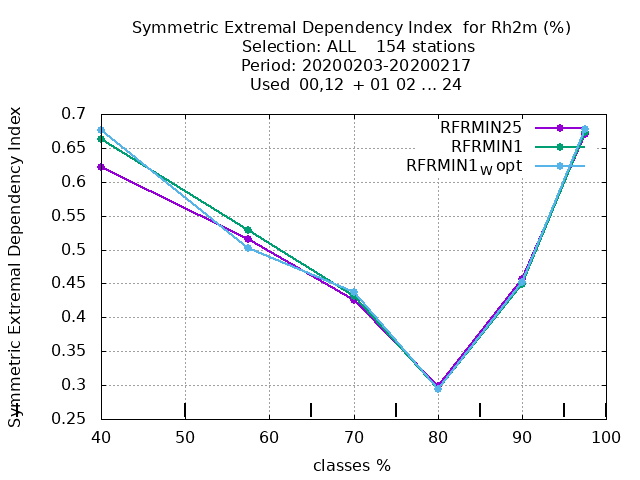 Symmetric Extremal Dependency Index  for Rh2m (%)
Selection: ALL    154 stations
Period: 20200203-20200217
Used  00,12  + 01 02 ... 24
Symmetric Extremal Dependency Index
0.7
0.65
0.6
0.55
0.5
0.45
0.4
0.35
0.3
0.25
RFRMIN25
RFRMIN1
RFRMIN1W opt
40 50 60 70 80 90 100
classes %